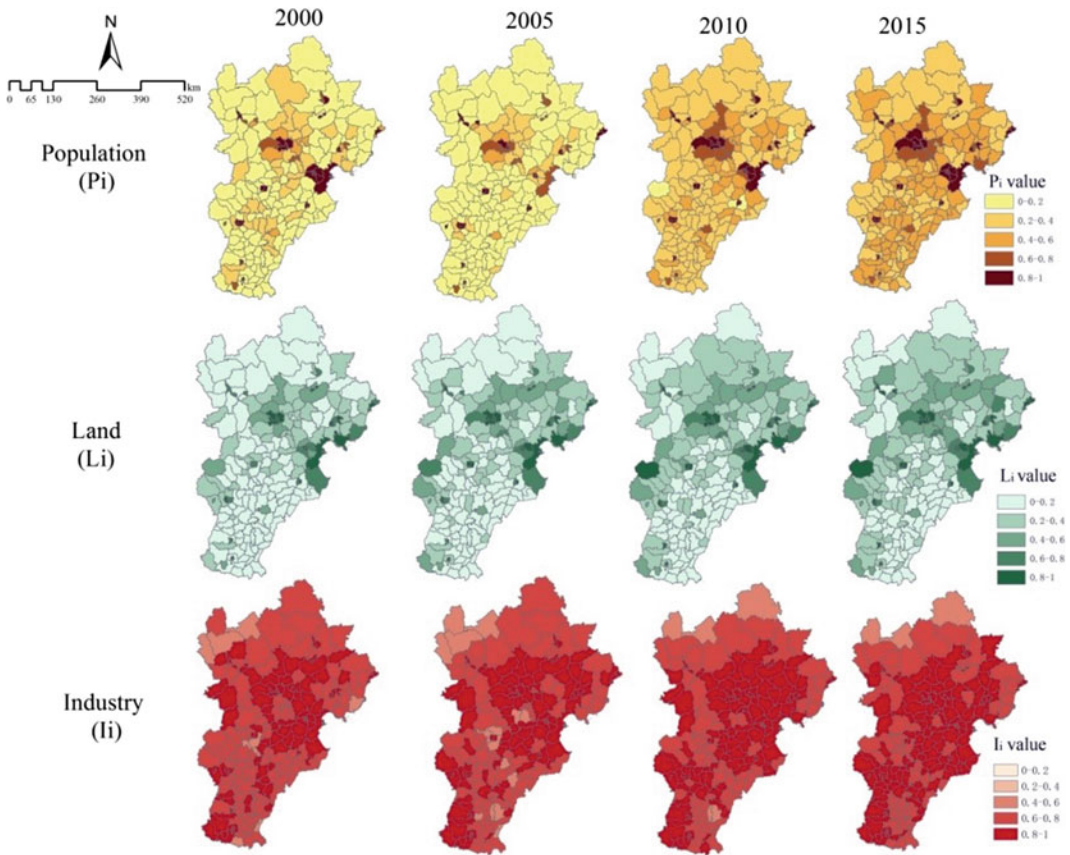 2000 2005 2010 2015
N
km
0 65 130 260 390 520
Population
(Pi)
Pi value
0-0.2
0.2-0.4
0.4-0.6
0.6-0.8
0.8-1
Land
(Li)
Li value
0-0.2
0.2-0.4
0.4-0.6
0.6-0.8
0.8-1
Industry
(Ii)
Ii value
0-0.2
0.2-0.4
0.4-0.6
0.6-0.8
0.8-1